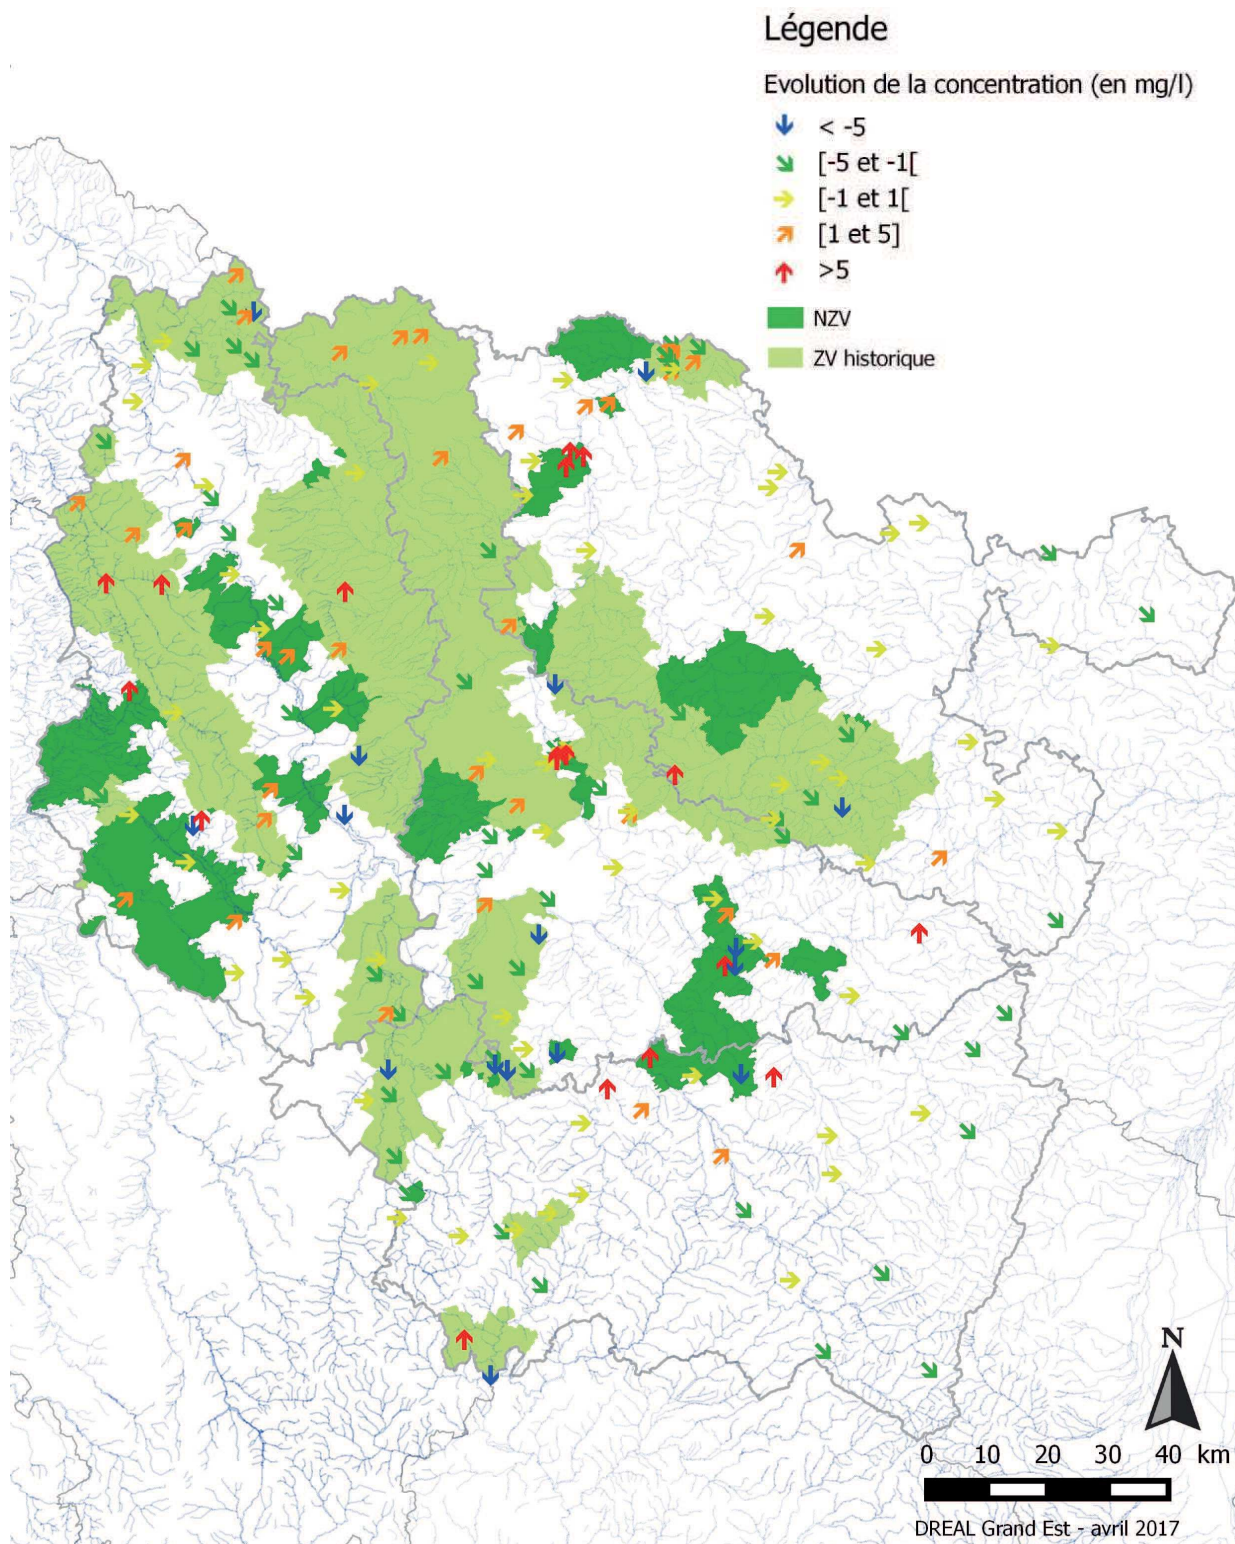 Légende
Evolution de la concentration (en mg/l)
< -5
[-5 et -1[
[-1 et 1[
[1 et 5]
>5
NZV
ZV historique
N
0 10 20 30 40 km
DREAL Grand Est - avril 2017